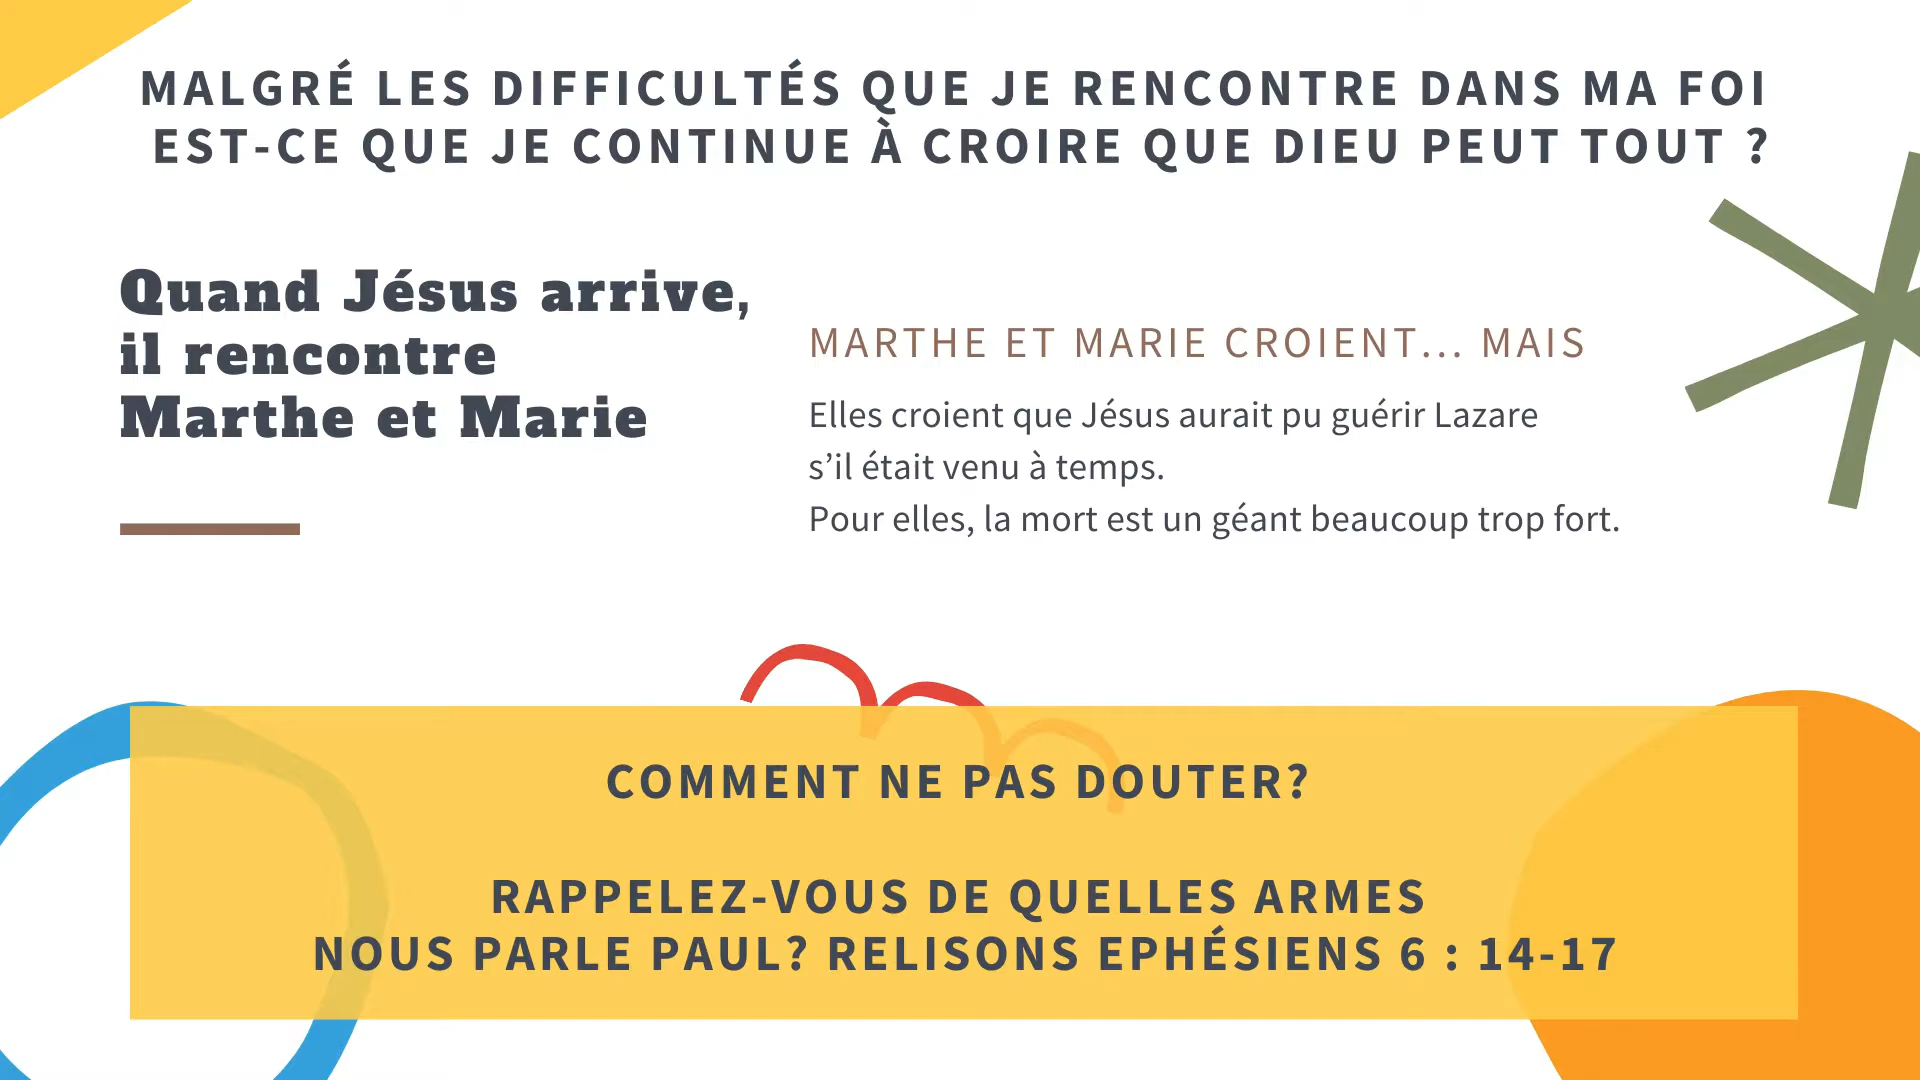 MALGRÉ LES DIFFICULTÉS QUE JE RENCONTRE DANS MA FOI
EST-CE QUE JE CONTINUE À CROIRE QUE DIEU PEUT TOUT ?
Quand Jésus arrive,
il rencontre
Marthe et Marie
MARTHE ET MARIE CROIENT... MAIS
Elles croient que Jésus aurait pu guérir Lazare
s’il était venu à temps.
Pour elles, la mort est un géant beaucoup trop fort.
COMMENT NE PAS DOUTER?
RAPPELEZ-VOUS DE QUELLES ARMES
NOUS PARLE PAUL? RELISONS EPHÉSIENS 6 : 14-17